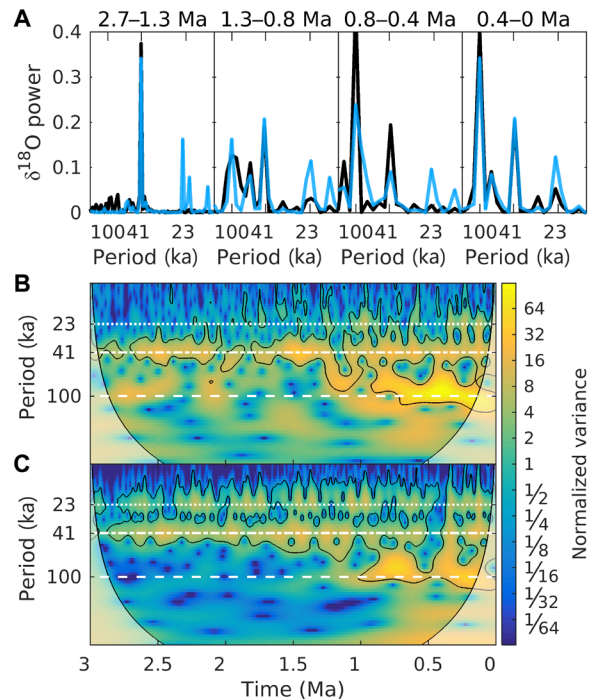 A
2.7–1.3 Ma 1.3–0.8 Ma 0.8–0.4 Ma 0.4–0 Ma
0.4
0.3
0.2
0.1
0
δ18O power
10041 23 10041 23 10041 23 10041 23
Period (ka) Period (ka) Period (ka) Period (ka)
B
23
41
100
Period (ka)
C
23
41
100
Period (ka)
3 2.5 2 1.5 1 0.5 0
Time (Ma)
64
32
16
8
4
2
1
1/2
1/4
1/8
1/16
1/32
1/64
Normalized variance